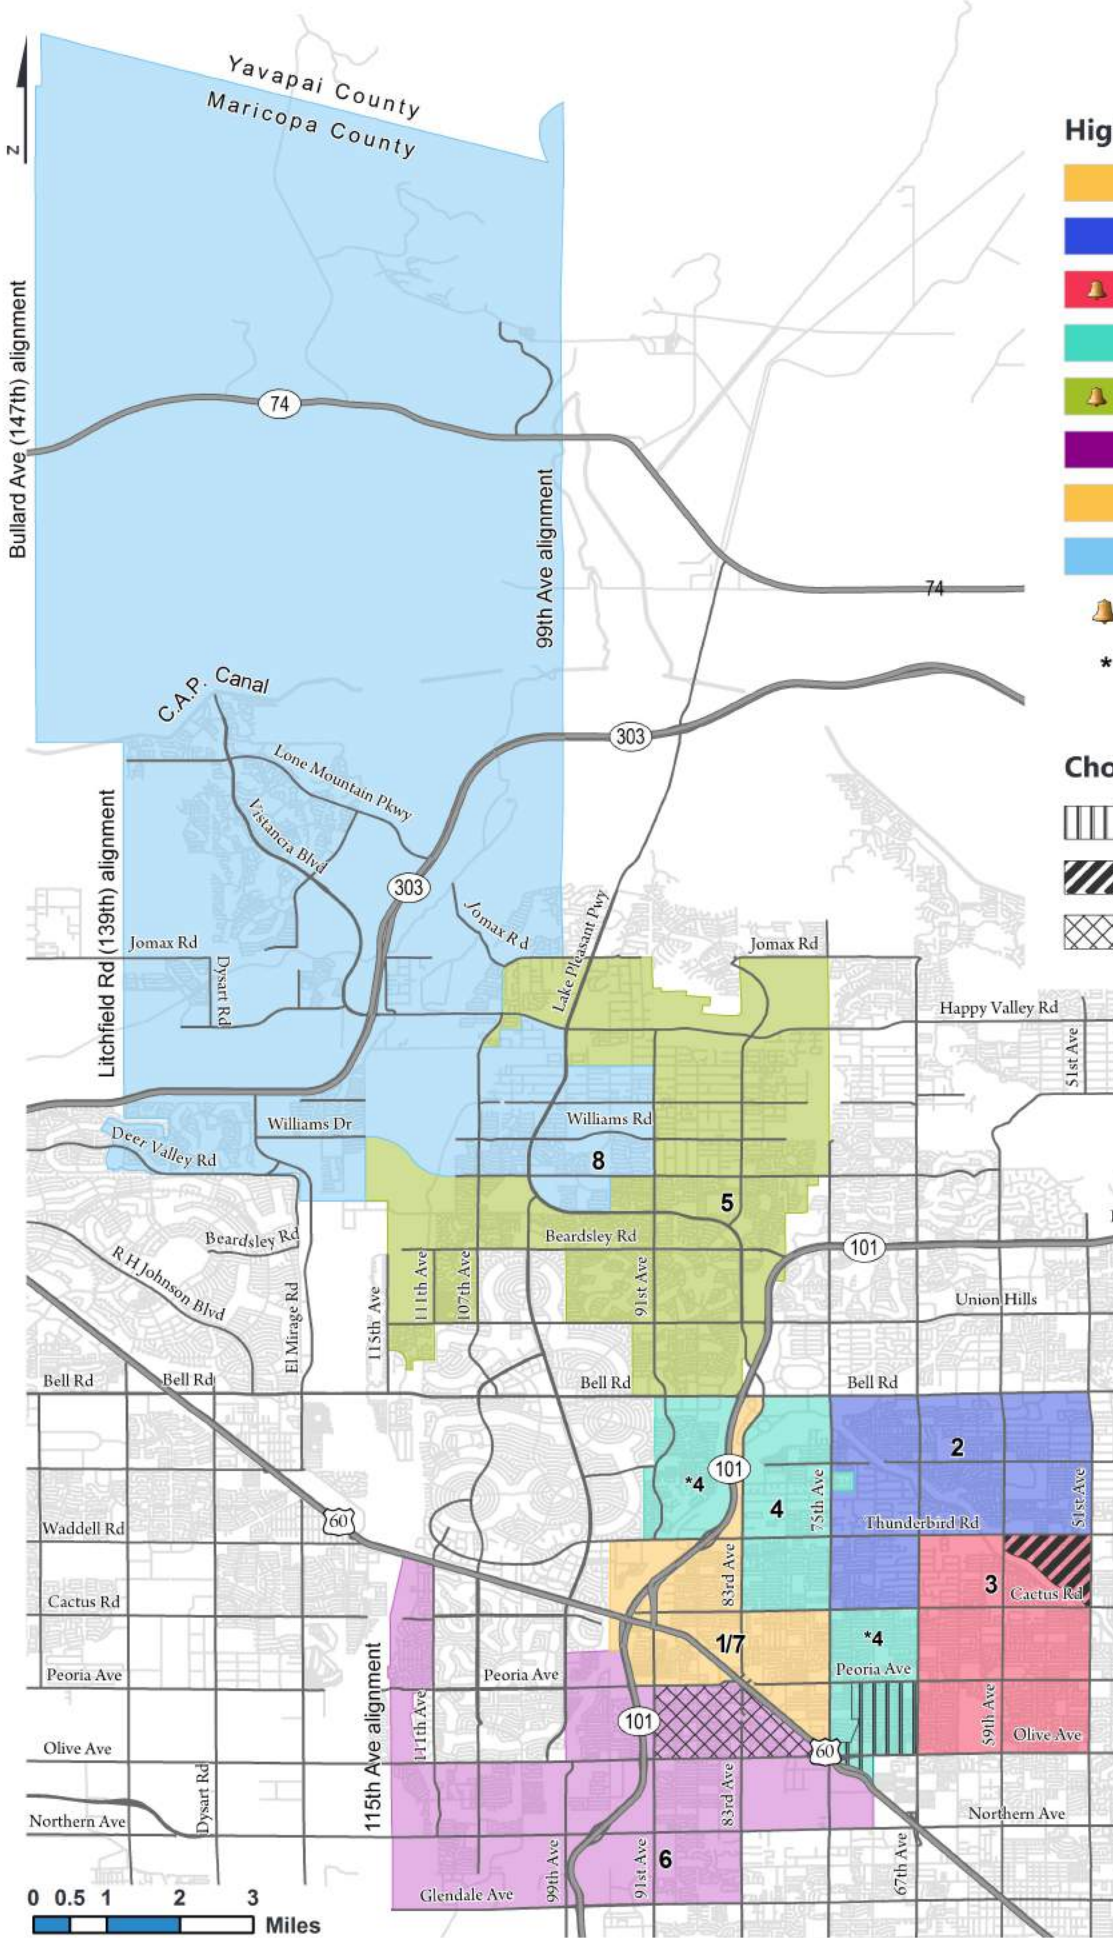 Yavapai County
Maricopa County
Z
Hig
Bullard Ave (147th) alignment
74
99th Ave alignment
74
*
C.A.P. Canal
303
Lone Mountain Pkwy
Cho
Vistancia Blvd
Litchfield Rd (139th) alignment
303
Jomax Rd
Lake Pleasant Pwy
Jomax Rd
Jomax Rd
Dysart Rd
Happy Valley Rd
51st Ave
Williams Dr
Williams Rd
Deer Valley Rd
8
5
Beardsley Rd
Beardsley Rd
101
R H Johnson Blvd
El Mirage Rd
115th Ave
111th Ave
107th Ave
91st Ave
Union Hills
Bell Rd
Bell Rd
Bell Rd
Bell Rd
2
101
*4
4
75th Ave
51st Ave
60
Waddell Rd
Thunderbird Rd
83rd Ave
3
Cactus Rd
Cactus Rd
1/7
*4
Peoria Ave
Peoria Ave
Peoria Ave
115th Ave alignment
111th Ave
101
59th Ave
Olive Ave
Olive Ave
60
Dysart Rd
83rd Ave
Northern Ave
Northern Ave
6
99th Ave
91st Ave
67th Ave
Glendale Ave
0 0.5 1 2 3
Miles